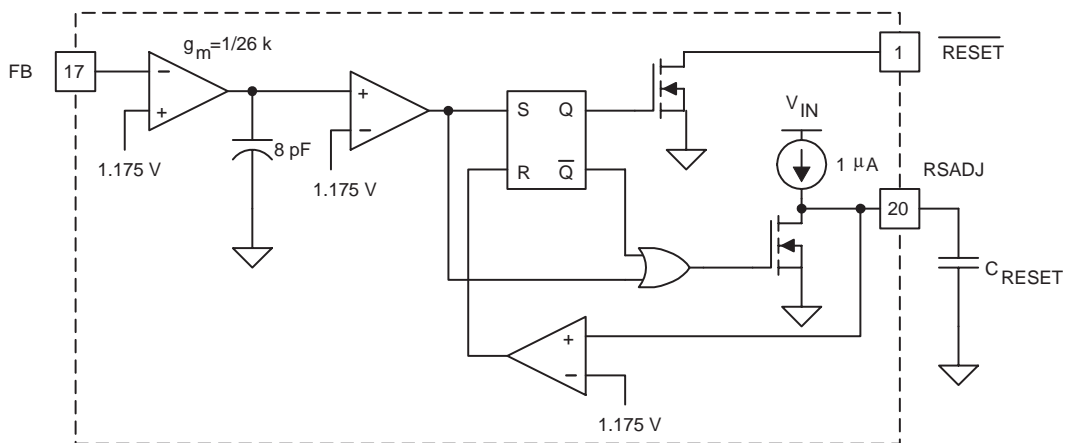 g_m=1/26 k
FB
17
−
+
1.175 V
8 pF
+
−
1.175 V
S
Q
R
Q̅
1
R̅E̅S̅E̅T̅
V_IN
1 μA
RSADJ
20
C_RESET
+
−
1.175 V